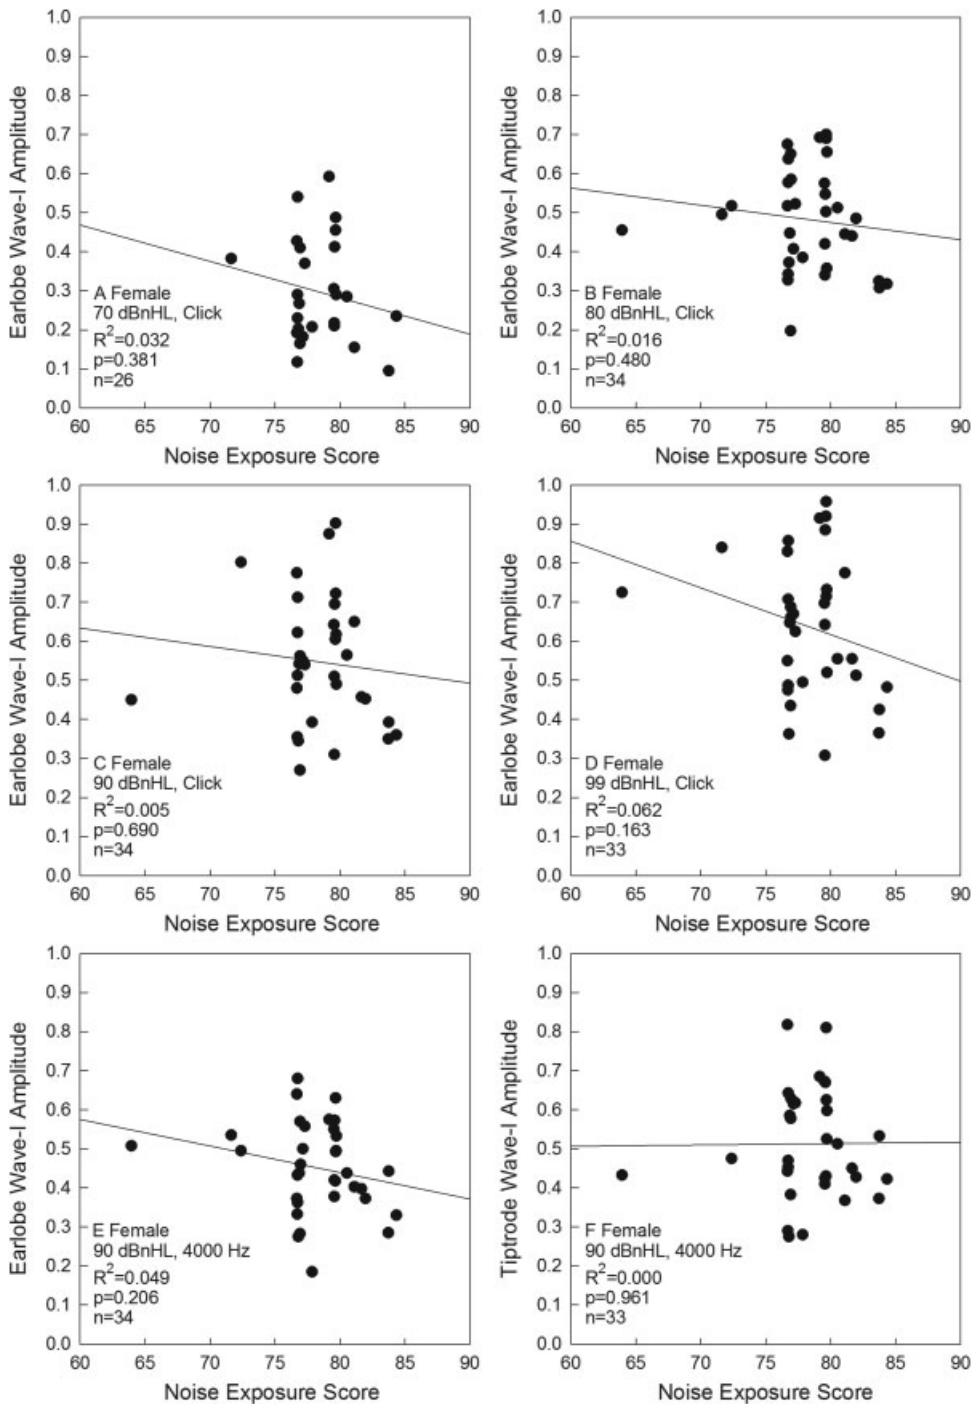 1.0
0.9
0.8
0.7
0.6
0.5
0.4
0.3
0.2
0.1
0.0
Earlobe Wave-I Amplitude
A Female
70 dBnHL, Click
R²=0.032
p=0.381
n=26
60 65 70 75 80 85 90
Noise Exposure Score
1.0
0.9
0.8
0.7
0.6
0.5
0.4
0.3
0.2
0.1
0.0
Earlobe Wave-I Amplitude
B Female
80 dBnHL, Click
R²=0.016
p=0.480
n=34
60 65 70 75 80 85 90
Noise Exposure Score
1.0
0.9
0.8
0.7
0.6
0.5
0.4
0.3
0.2
0.1
0.0
Earlobe Wave-I Amplitude
C Female
90 dBnHL, Click
R²=0.005
p=0.690
n=34
60 65 70 75 80 85 90
Noise Exposure Score
1.0
0.9
0.8
0.7
0.6
0.5
0.4
0.3
0.2
0.1
0.0
Earlobe Wave-I Amplitude
D Female
99 dBnHL, Click
R²=0.062
p=0.163
n=33
60 65 70 75 80 85 90
Noise Exposure Score
1.0
0.9
0.8
0.7
0.6
0.5
0.4
0.3
0.2
0.1
0.0
Earlobe Wave-I Amplitude
E Female
90 dBnHL, 4000 Hz
R²=0.049
p=0.206
n=34
60 65 70 75 80 85 90
Noise Exposure Score
1.0
0.9
0.8
0.7
0.6
0.5
0.4
0.3
0.2
0.1
0.0
Tiptrode Wave-I Amplitude
F Female
90 dBnHL, 4000 Hz
R²=0.000
p=0.961
n=33
60 65 70 75 80 85 90
Noise Exposure Score